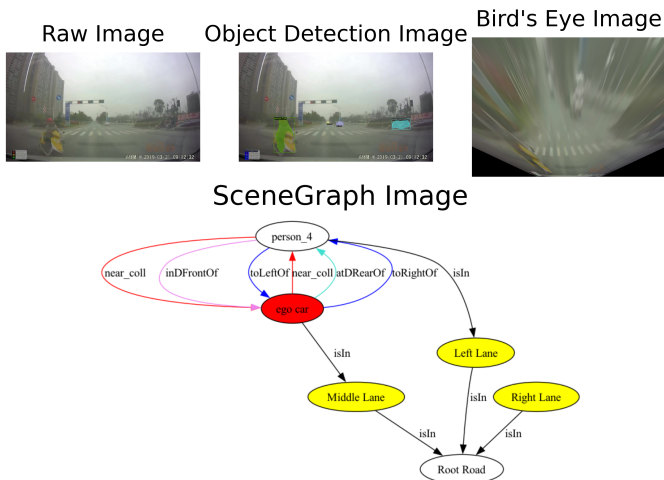 Raw Image
Object Detection Image
Bird's Eye Image
SceneGraph Image
person_4
near_coll
inDFrontOf
toLeftOf
near_coll
atDRearOf
toRightOf
isIn
ego car
isIn
Left Lane
Middle Lane
isIn
Right Lane
isIn
isIn
Root Road